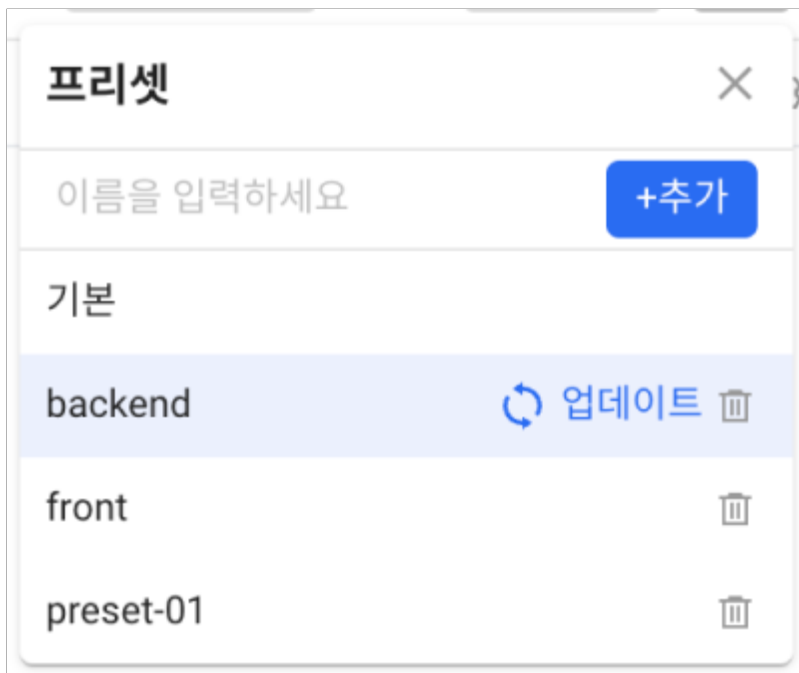 프리셋
이름을 입력하세요 +추가
기본
backend 업데이트
front
preset-01